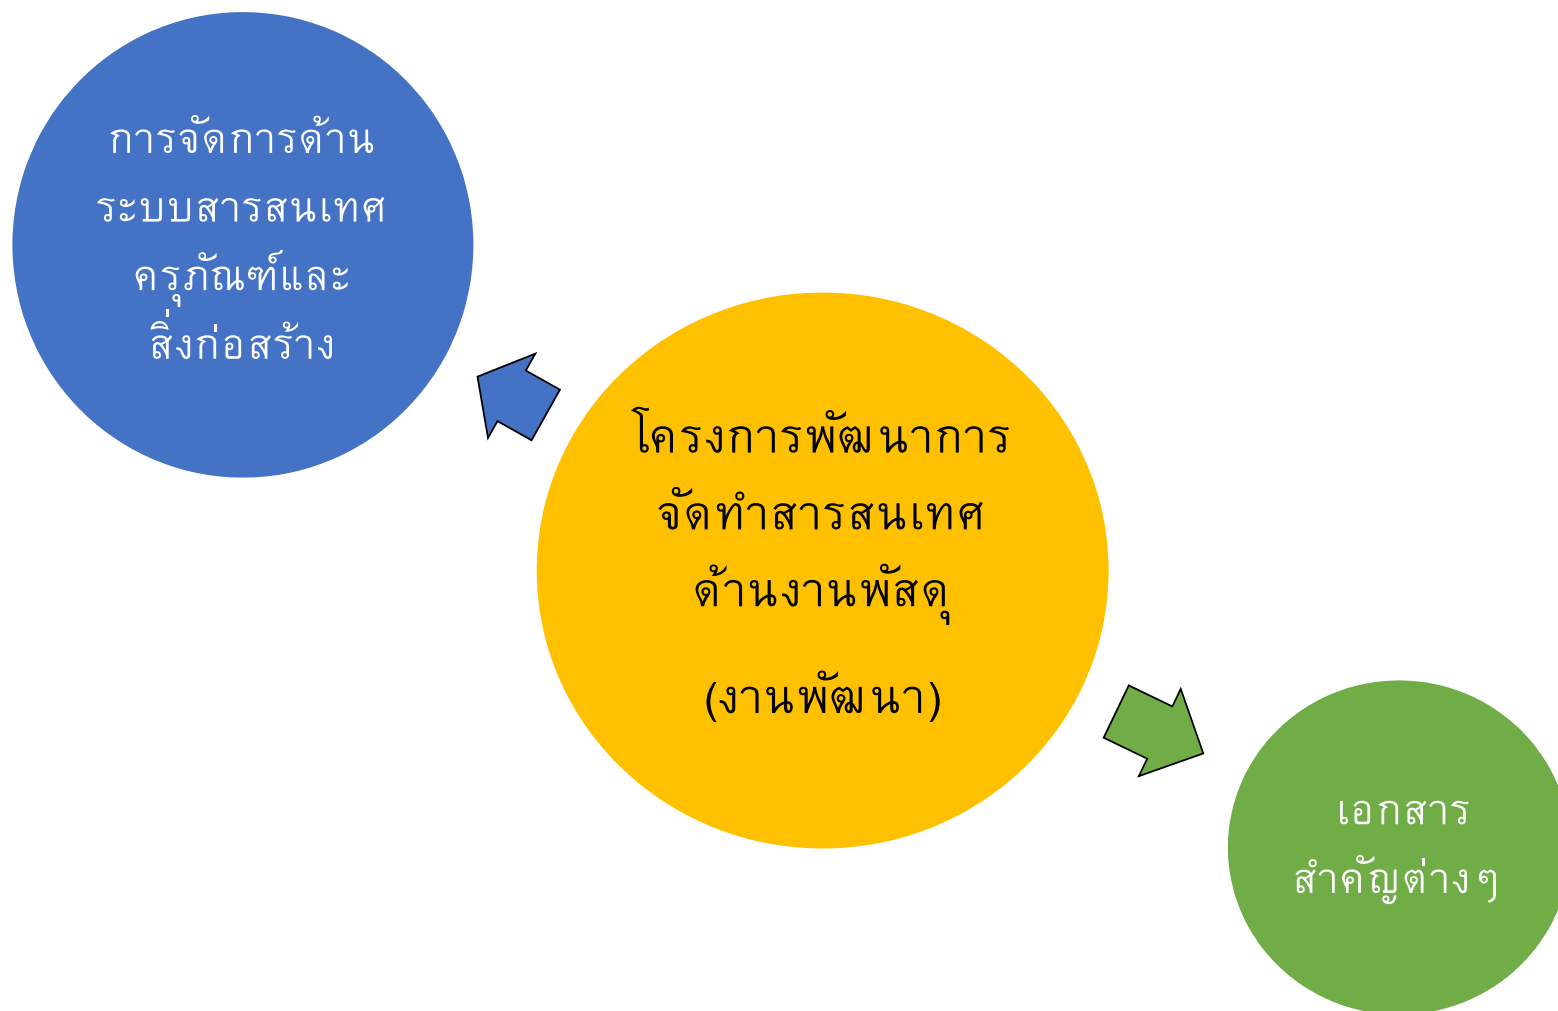 การจัดการด้าน
ระบบสารสนเทศ
ครุภัณฑ์และ
สิ่งก่อสร้าง
โครงการพัฒนาการ
จัดทำสารสนเทศ
ด้านงานพัสดุ
(งานพัฒนา)
เอกสาร
สำคัญต่างๆ